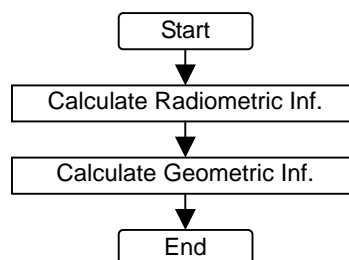 Start
Calculate Radiometric Inf.
Calculate Geometric Inf.
End